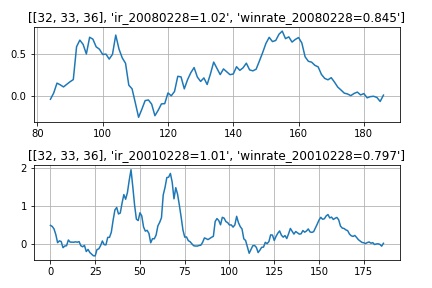 [[32, 33, 36], 'ir_20080228=1.02', 'winrate_20080228=0.845']
0.5
0.0
80 100 120 140 160 180
[[32, 33, 36], 'ir_20010228=1.01', 'winrate_20010228=0.797']
2
1
0
0 25 50 75 100 125 150 175